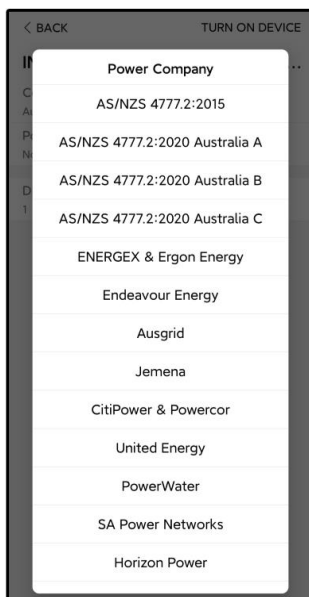 < BACK
TURN ON DEVICE
Power Company
AS/NZS 4777.2:2015
AS/NZS 4777.2:2020 Australia A
AS/NZS 4777.2:2020 Australia B
AS/NZS 4777.2:2020 Australia C
ENERGEX & Ergon Energy
Endeavour Energy
Ausgrid
Jemena
CitiPower & Powercor
United Energy
PowerWater
SA Power Networks
Horizon Power